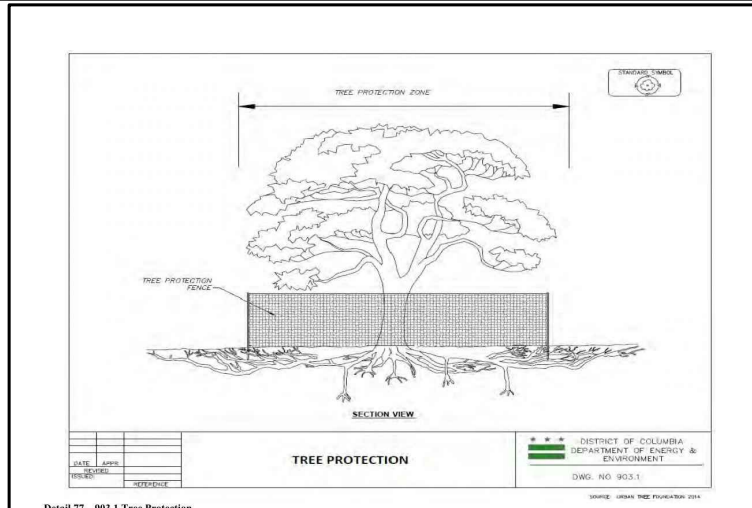 STANDARD SYMBOL
TREE PROTECTION ZONE
TREE PROTECTION
FENCE
SECTION VIEW
DATE APPR.
REVISED
ISSUED:
REFERENCE
TREE PROTECTION
DISTRICT OF COLUMBIA
DEPARTMENT OF ENERGY &
ENVIRONMENT
DWG. NO 903.1
SOURCE: URBAN TREE FOUNDATION 2014
Detail 77 – 903.1 Tree Protection